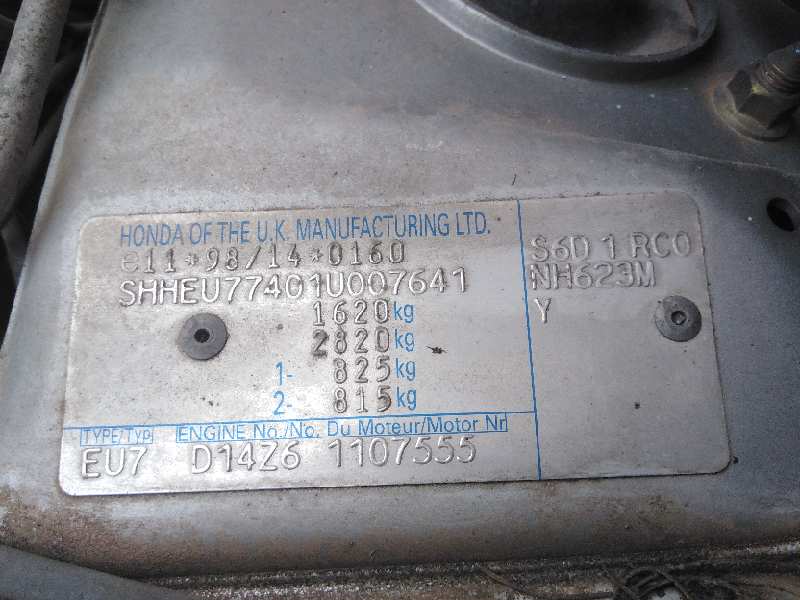 HONDA OF THE U.K. MANUFACTURING LTD.
e11*98/14*0160
SHHEU77401U007641
1620kg
2820kg
1- 825kg
2- 815kg
S6D 1 RC0
NH623M
Y
TYPE/TYP ENGINE No./No. Du Moteur/Motor Nr
EU7 D14Z6 1107555